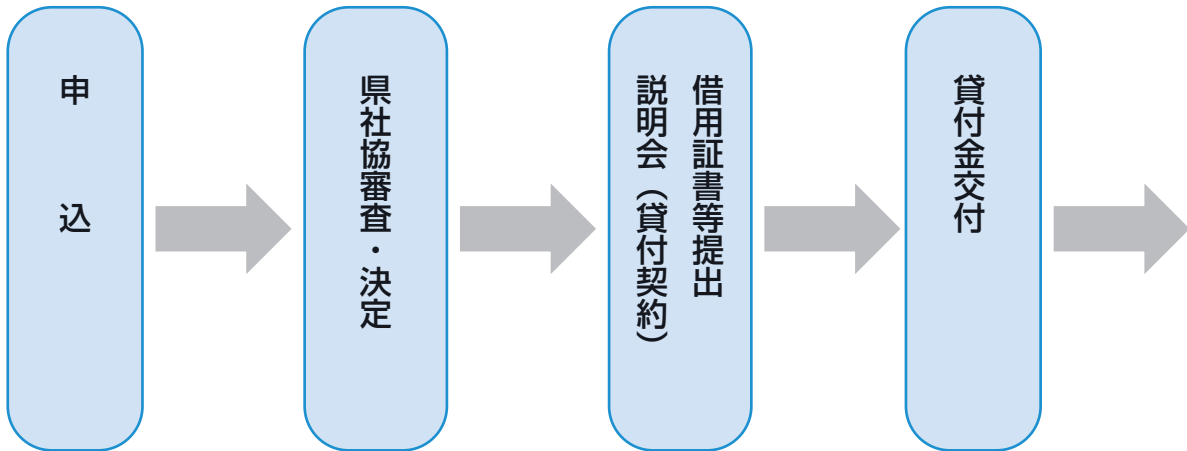 申込
県社協審査・決定
借用証書等提出
説明会（貸付契約）
貸付金交付